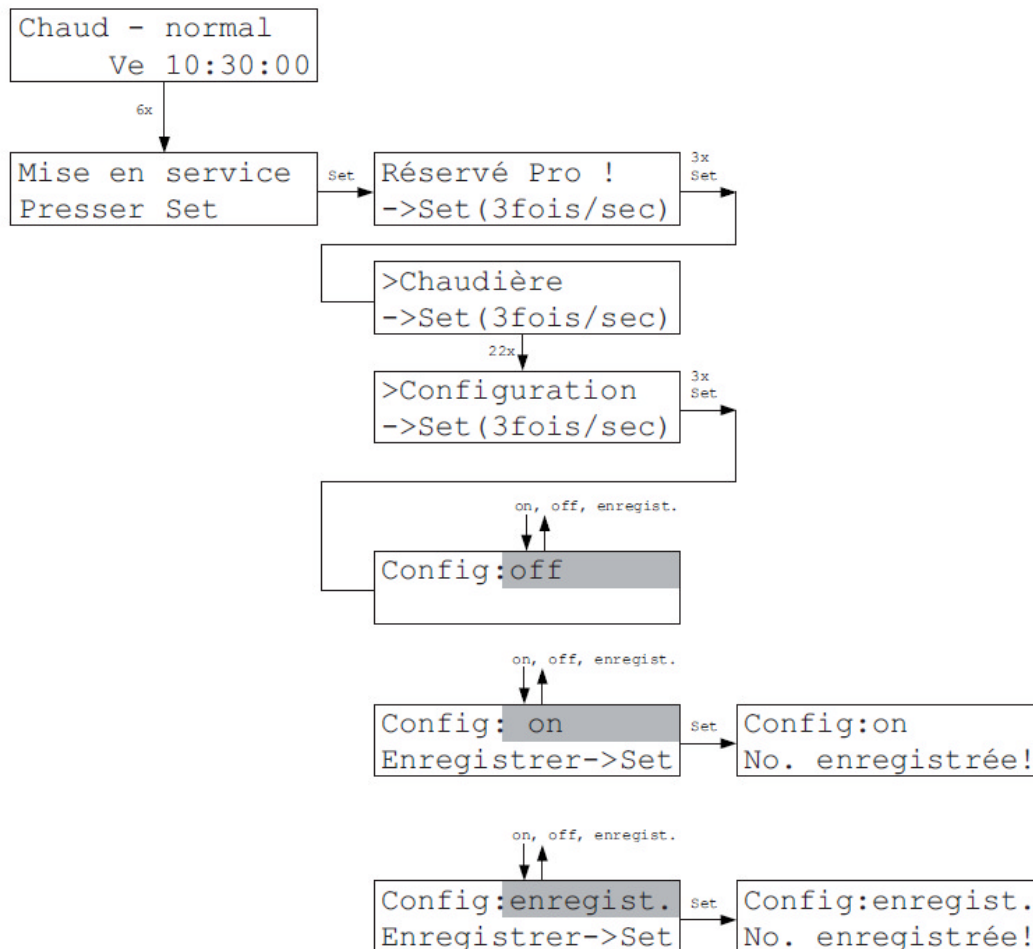 Chaud - normal
Ve 10:30:00
6x
Mise en service
Presser Set
Set
Réservé Pro !
->Set(3fois/sec)
3x
Set
>Chaudière
->Set(3fois/sec)
22x
>Configuration
->Set(3fois/sec)
3x
Set
on, off, enregist.
Config:off
on, off, enregist.
Config: on
Enregistrer->Set
Set
Config:on
No. enregistrée!
on, off, enregist.
Config:enregist.
Enregistrer->Set
Set
Config:enregist.
No. enregistrée!